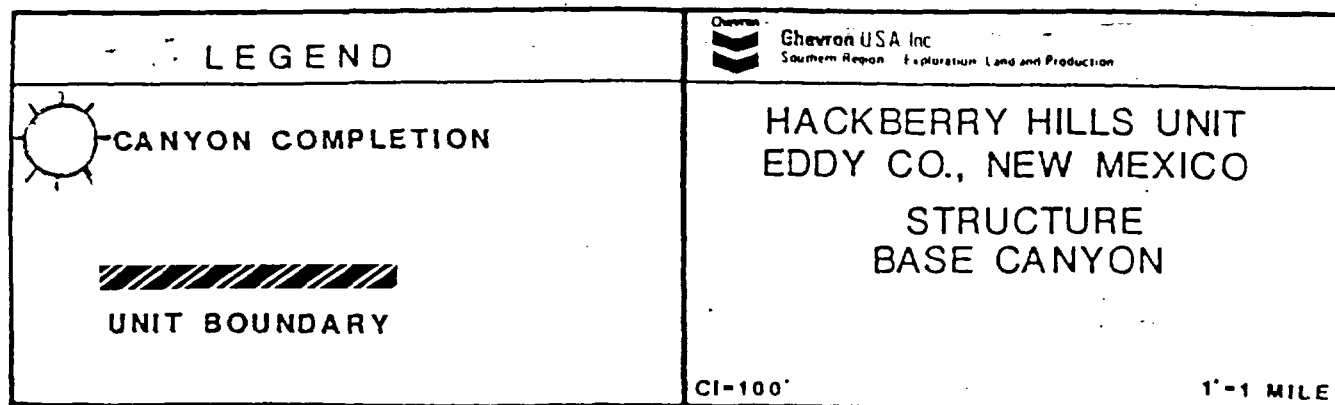 LEGEND
CANYON COMPLETION
UNIT BOUNDARY
Chevron
Chevron USA Inc
Southern Region Exploration Land and Production
HACKBERRY HILLS UNIT
EDDY CO., NEW MEXICO
STRUCTURE
BASE CANYON
CI=100'
1"=1 MILE